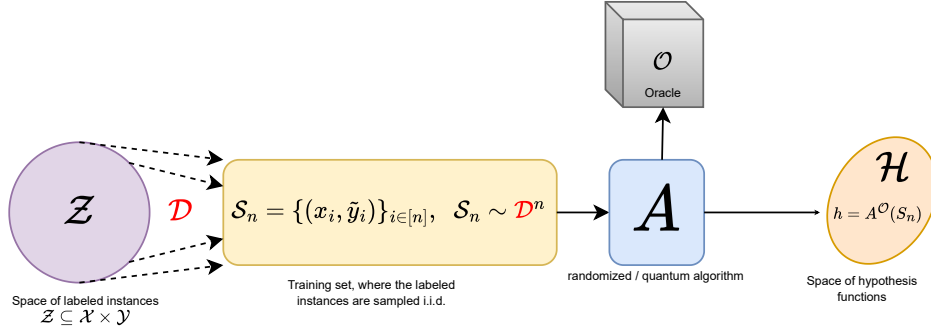 𝒪
Oracle
𝒵
𝒟
𝒮ₙ = {(xᵢ, ỹᵢ)}ᵢ∈[ₙ], 𝒮ₙ ∼ 𝒟ⁿ
A
ℋ
h = A^𝒪(Sₙ)
randomized / quantum algorithm
Space of labeled instances
𝒵 ⊆ 𝒳 × 𝒴
Training set, where the labeled
instances are sampled i.i.d.
Space of hypothesis
functions